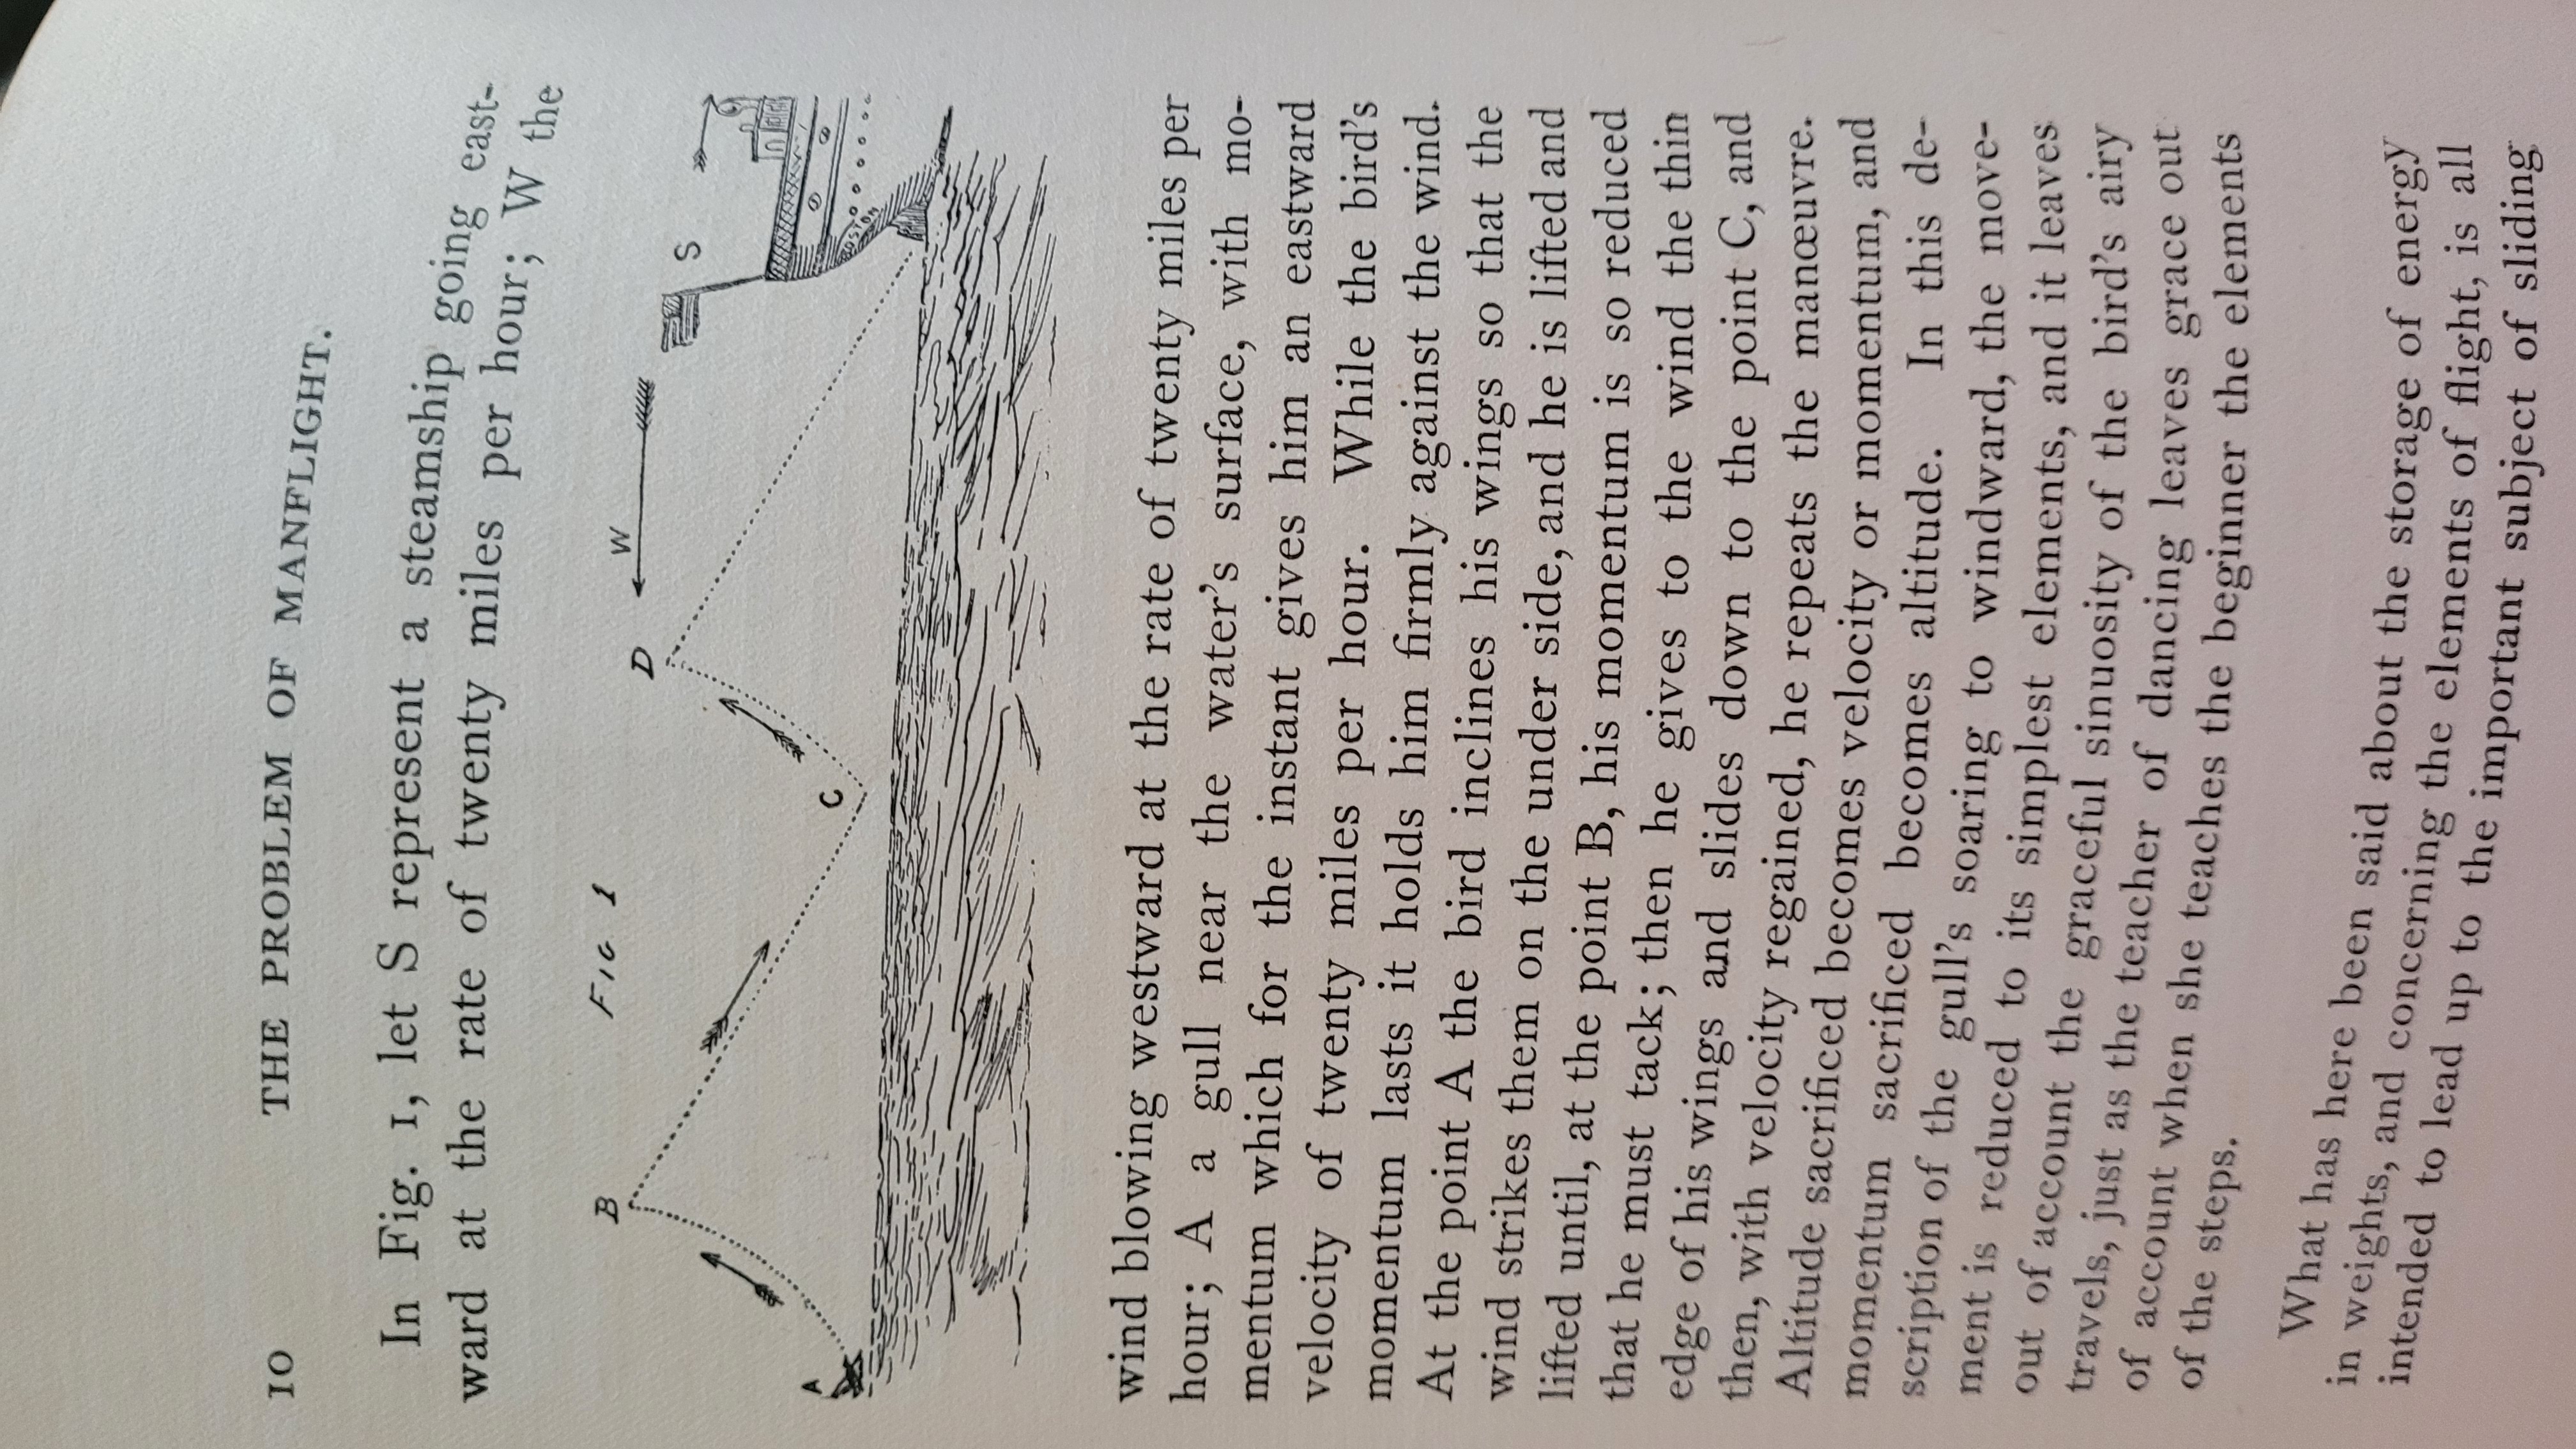 10 THE PROBLEM OF MANFLIGHT.
In Fig. 1, let S represent a steamship going east-
ward at the rate of twenty miles per hour; W the
B FIG 1 D W S
A C
BOSTON
wind blowing westward at the rate of twenty miles per
hour; A a gull near the water's surface, with mo-
mentum which for the instant gives him an eastward
velocity of twenty miles per hour. While the bird's
momentum lasts it holds him firmly against the wind.
At the point A the bird inclines his wings so that the
wind strikes them on the under side, and he is lifted and
lifted until, at the point B, his momentum is so reduced
that he must tack; then he gives to the wind the thin
edge of his wings and slides down to the point C, and
then, with velocity regained, he repeats the manœuvre.
Altitude sacrificed becomes velocity or momentum, and
momentum sacrificed becomes altitude. In this de-
scription of the gull's soaring to windward, the move-
ment is reduced to its simplest elements, and it leaves
out of account the graceful sinuosity of the bird's airy
travels, just as the teacher of dancing leaves grace out
of account when she teaches the beginner the elements
of the steps.
What has here been said about the storage of energy
in weights, and concerning the elements of flight, is all
intended to lead up to the important subject of sliding